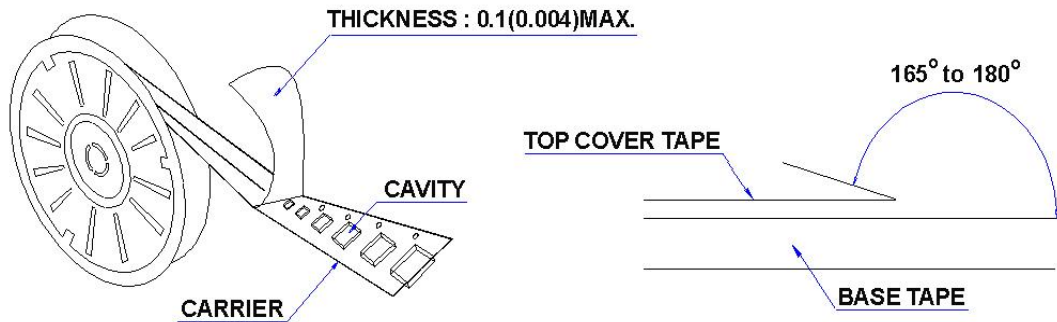 THICKNESS : 0.1(0.004)MAX.
CAVITY
CARRIER
165° to 180°
TOP COVER TAPE
BASE TAPE